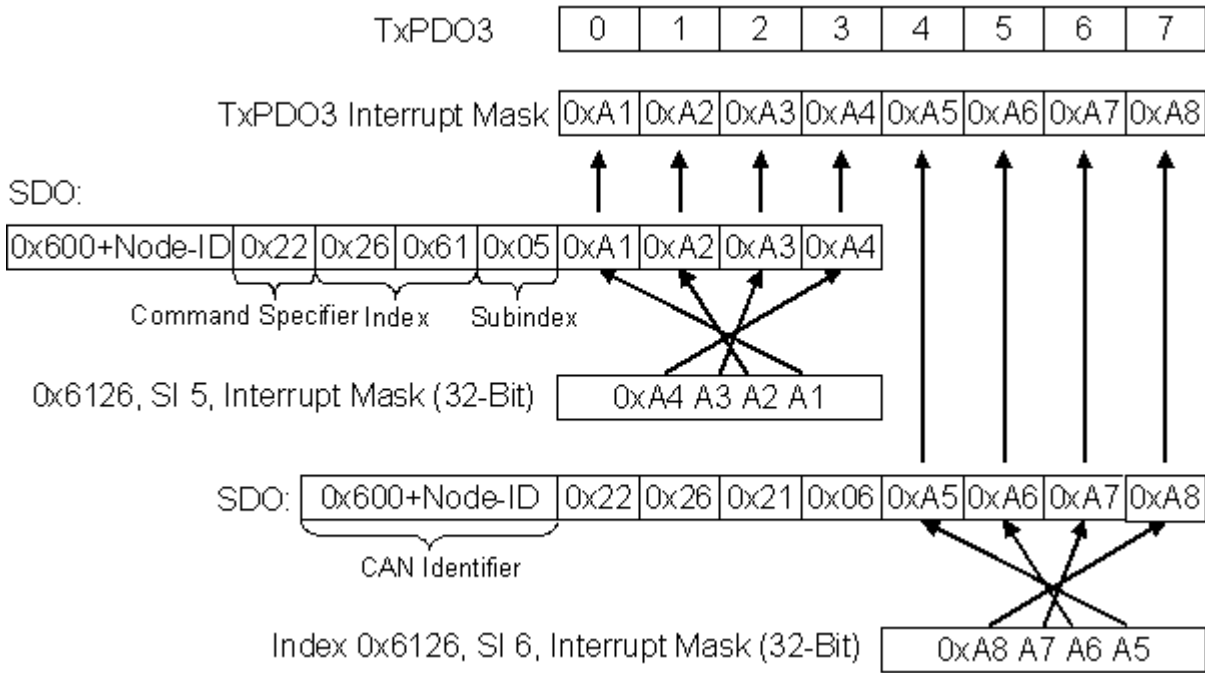 TxPDO3 0 1 2 3 4 5 6 7
TxPDO3 Interrupt Mask 0xA1 0xA2 0xA3 0xA4 0xA5 0xA6 0xA7 0xA8
SDO:
0x600+Node-ID 0x22 0x26 0x61 0x05 0xA1 0xA2 0xA3 0xA4
Command Specifier Index Subindex
0x6126, SI 5, Interrupt Mask (32-Bit) 0xA4 A3 A2 A1
SDO: 0x600+Node-ID 0x22 0x26 0x21 0x06 0xA5 0xA6 0xA7 0xA8
CAN Identifier
Index 0x6126, SI 6, Interrupt Mask (32-Bit) 0xA8 A7 A6 A5